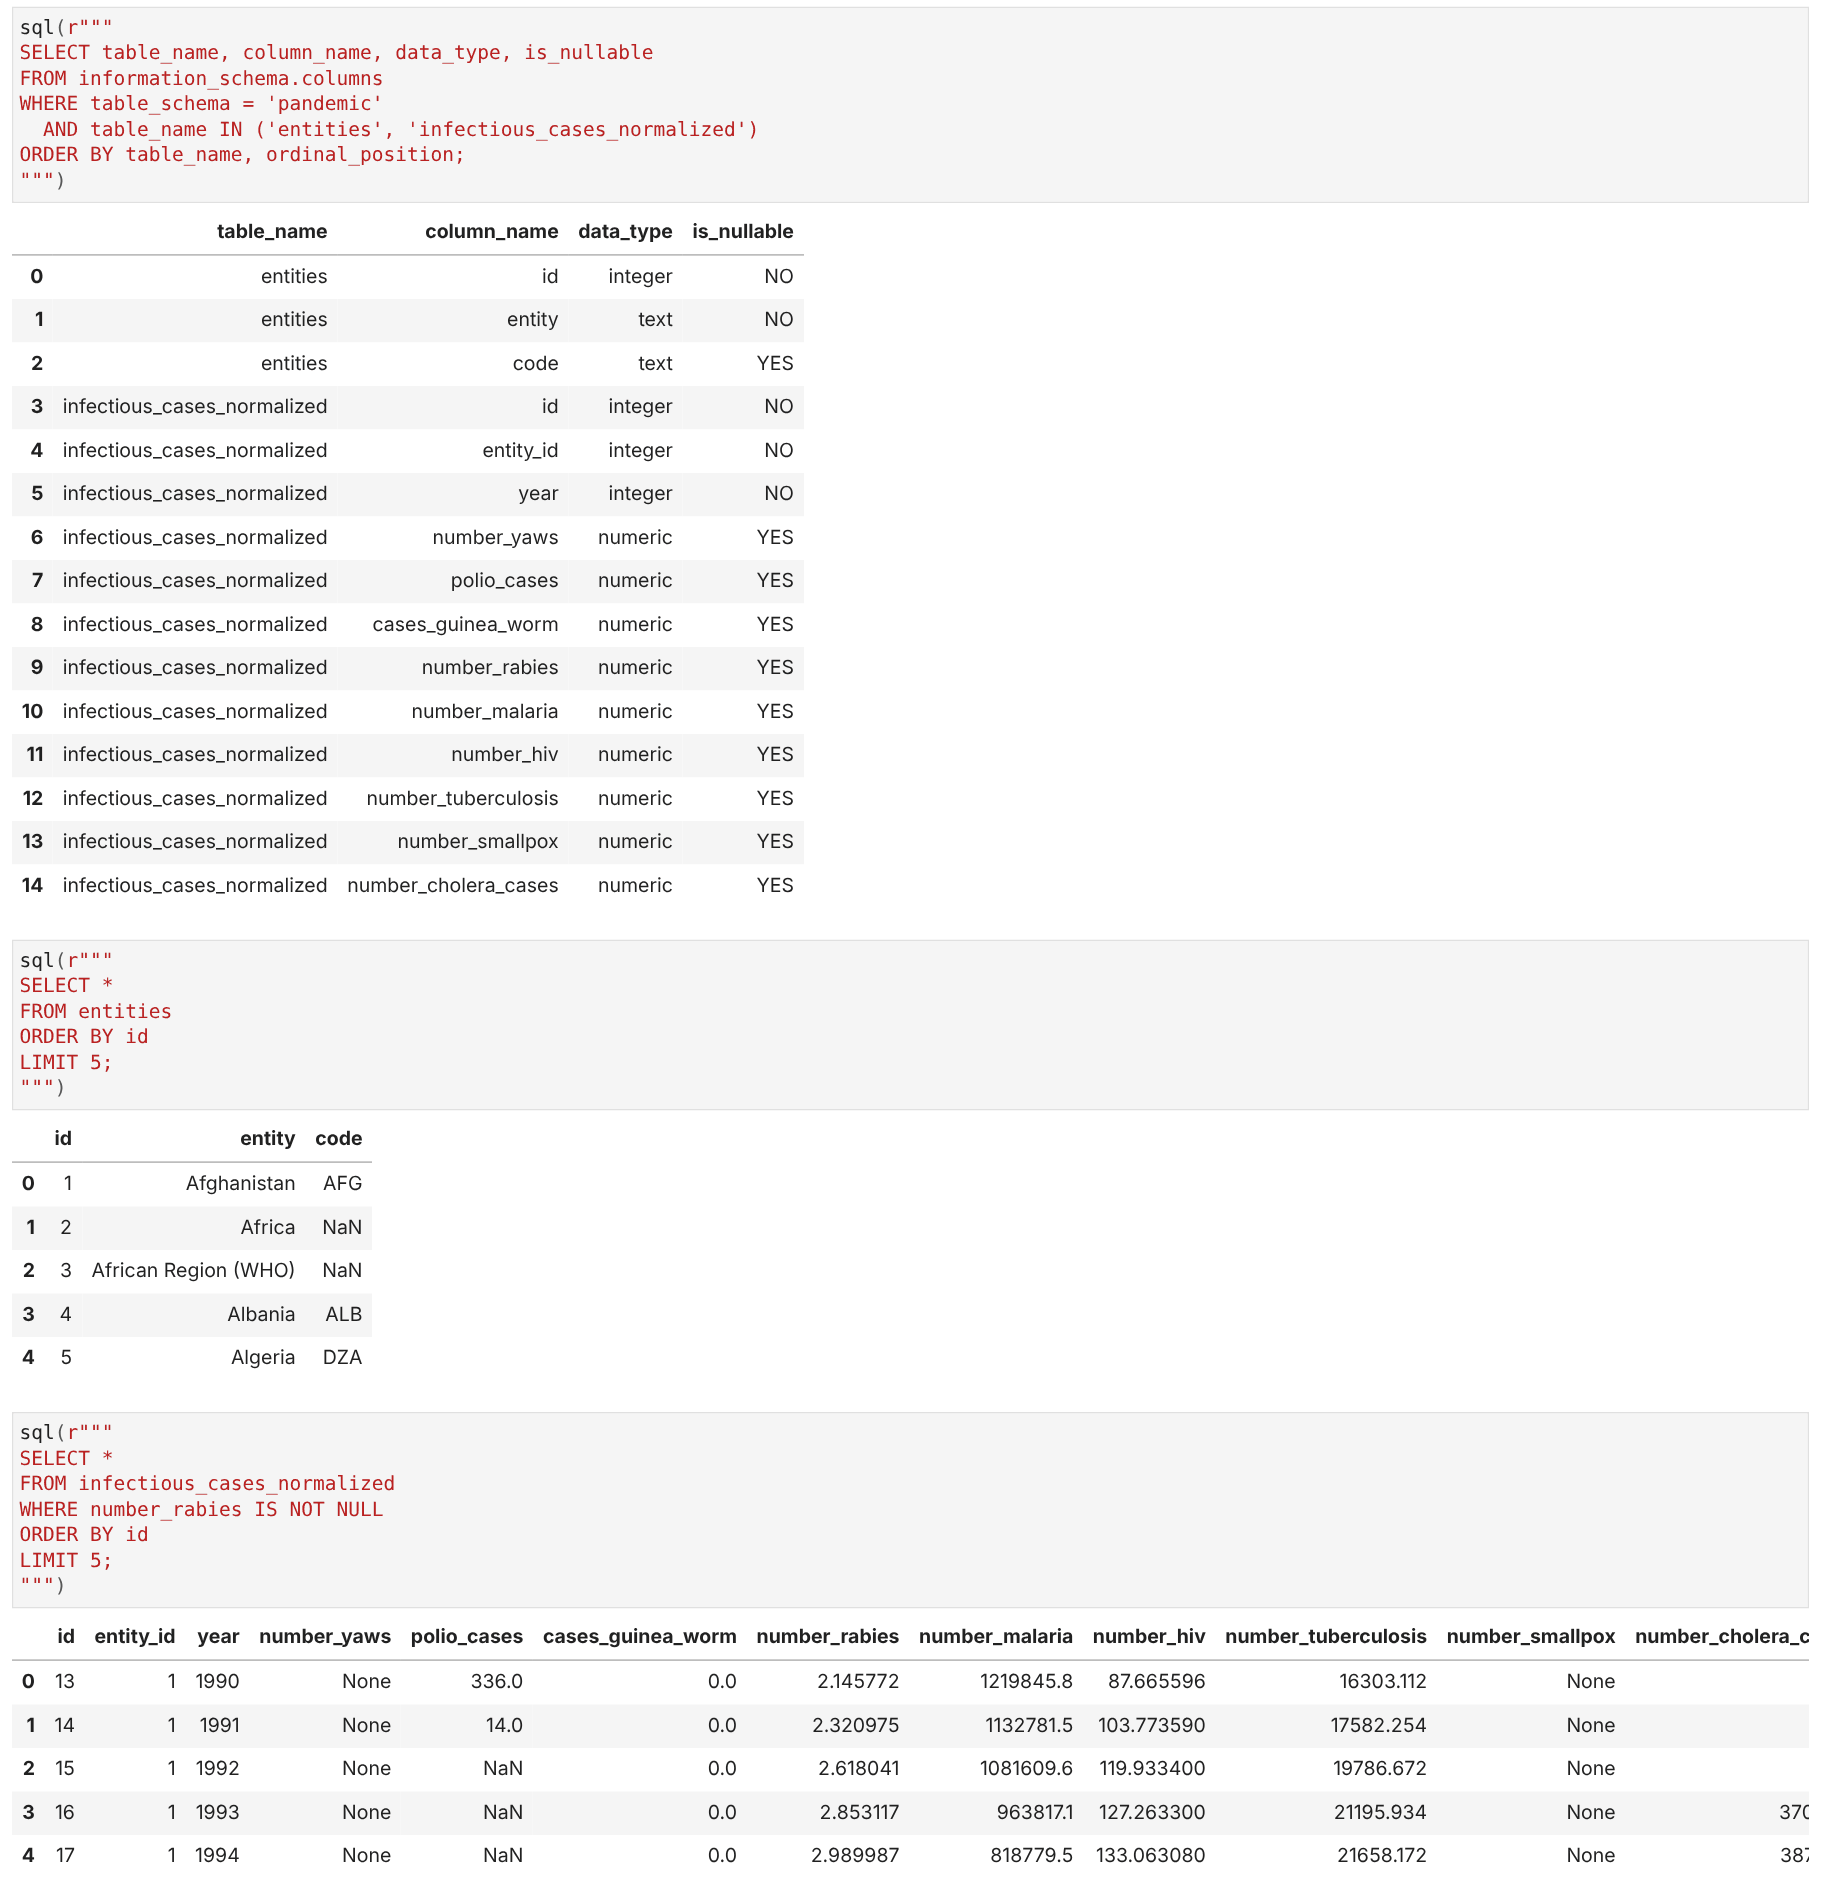 sql(r"""
SELECT table_name, column_name, data_type, is_nullable
FROM information_schema.columns
WHERE table_schema = 'pandemic'
  AND table_name IN ('entities', 'infectious_cases_normalized')
ORDER BY table_name, ordinal_position;
""")
table_name column_name data_type is_nullable
0 entities id integer NO
1 entities entity text NO
2 entities code text YES
3 infectious_cases_normalized id integer NO
4 infectious_cases_normalized entity_id integer NO
5 infectious_cases_normalized year integer NO
6 infectious_cases_normalized number_yaws numeric YES
7 infectious_cases_normalized polio_cases numeric YES
8 infectious_cases_normalized cases_guinea_worm numeric YES
9 infectious_cases_normalized number_rabies numeric YES
10 infectious_cases_normalized number_malaria numeric YES
11 infectious_cases_normalized number_hiv numeric YES
12 infectious_cases_normalized number_tuberculosis numeric YES
13 infectious_cases_normalized number_smallpox numeric YES
14 infectious_cases_normalized number_cholera_cases numeric YES
sql(r"""
SELECT *
FROM entities
ORDER BY id
LIMIT 5;
""")
id entity code
0 1 Afghanistan AFG
1 2 Africa NaN
2 3 African Region (WHO) NaN
3 4 Albania ALB
4 5 Algeria DZA
sql(r"""
SELECT *
FROM infectious_cases_normalized
WHERE number_rabies IS NOT NULL
ORDER BY id
LIMIT 5;
""")
id entity_id year number_yaws polio_cases cases_guinea_worm number_rabies number_malaria number_hiv number_tuberculosis number_smallpox number_cholera_c
0 13 1 1990 None 336.0 0.0 2.145772 1219845.8 87.665596 16303.112 None
1 14 1 1991 None 14.0 0.0 2.320975 1132781.5 103.773590 17582.254 None
2 15 1 1992 None NaN 0.0 2.618041 1081609.6 119.933400 19786.672 None
3 16 1 1993 None NaN 0.0 2.853117 963817.1 127.263300 21195.934 None 370
4 17 1 1994 None NaN 0.0 2.989987 818779.5 133.063080 21658.172 None 387